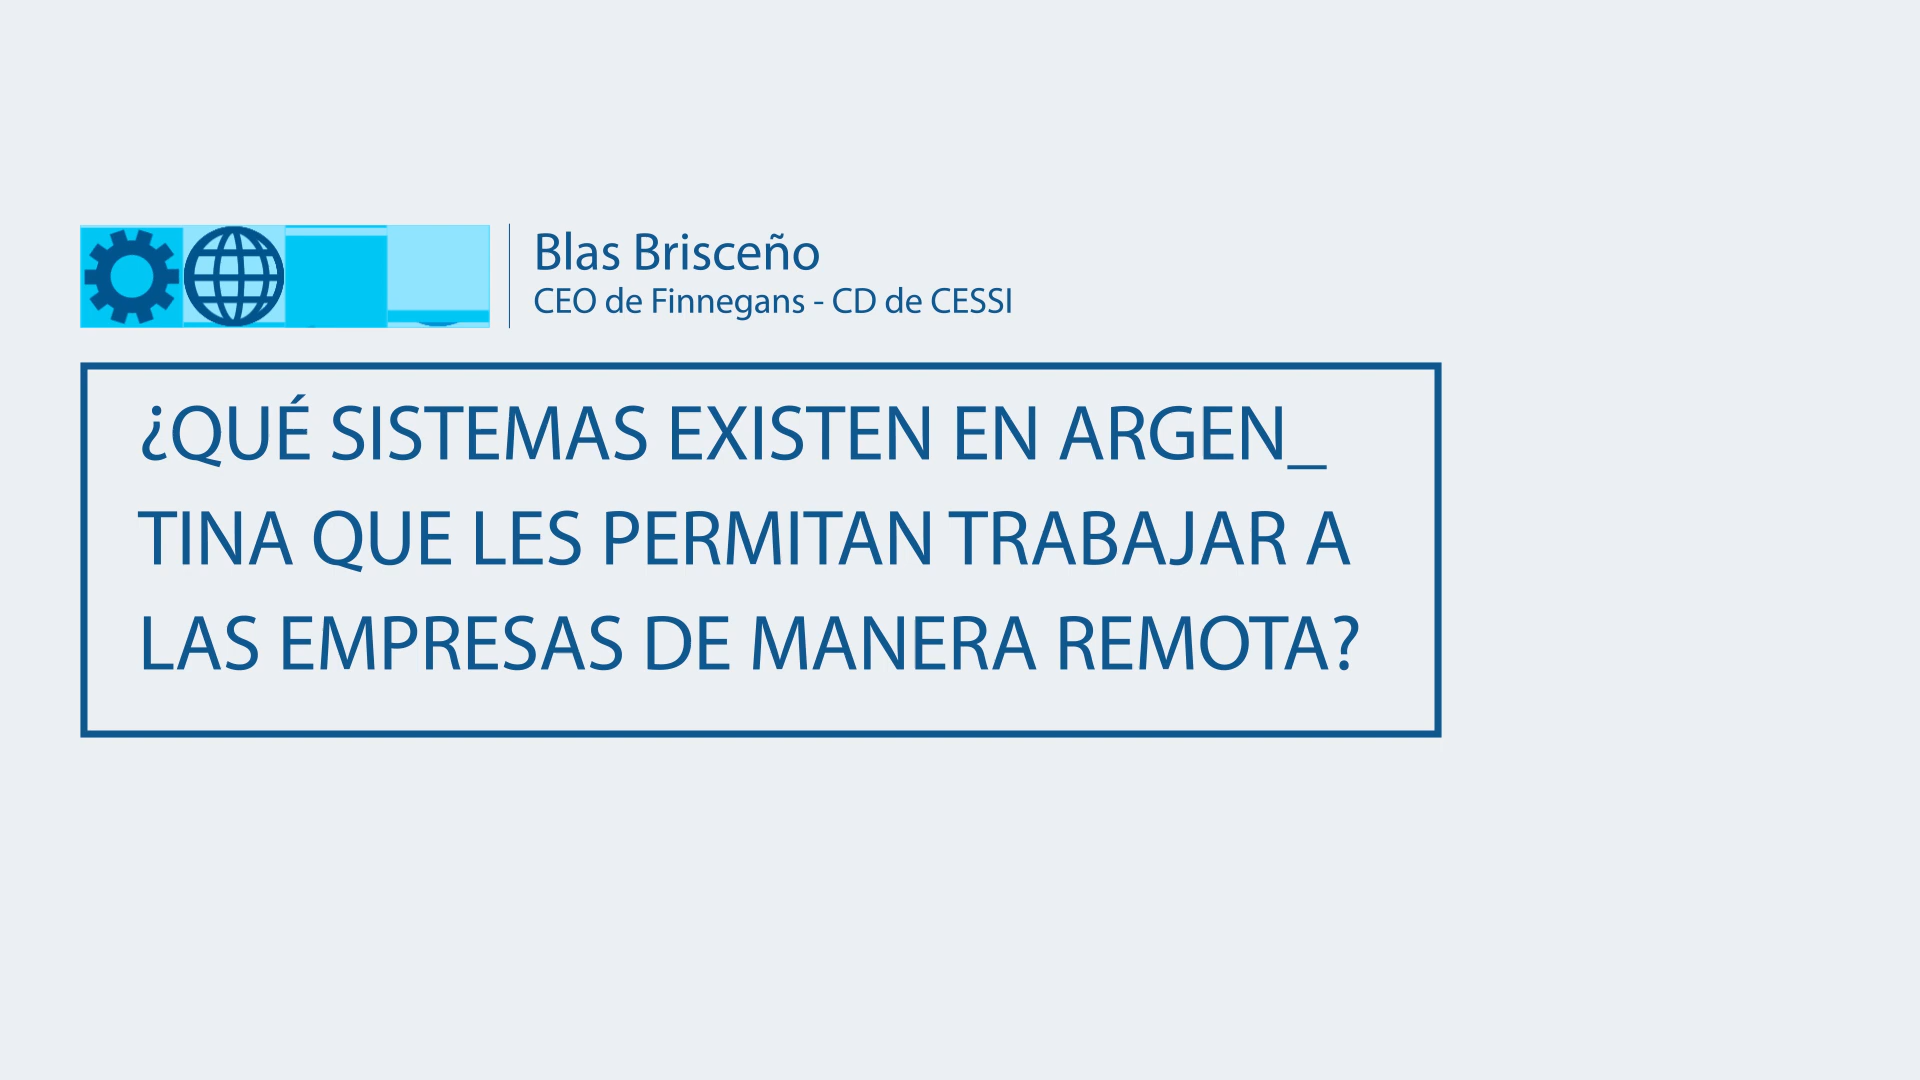 Blas Brisceño
CEO de Finnegans - CD de CESSI
¿QUÉ SISTEMAS EXISTEN EN ARGEN_
TINA QUE LES PERMITAN TRABAJAR A
LAS EMPRESAS DE MANERA REMOTA?